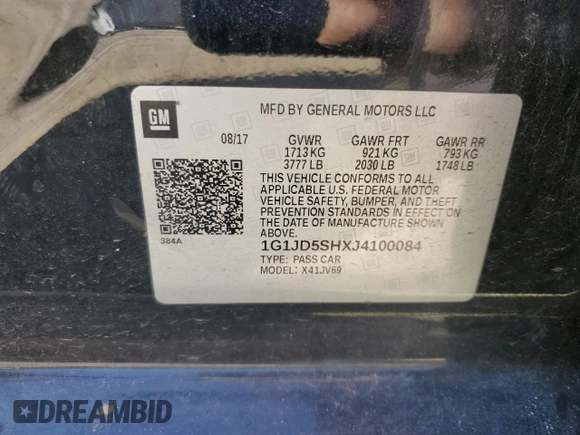 GM
MFD BY GENERAL MOTORS LLC
08/17 GVWR GAWR FRT GAWR RR
1713 KG 921 KG 793 KG
3777 LB 2030 LB 1748 LB
THIS VEHICLE CONFORMS TO ALL
APPLICABLE U.S. FEDERAL MOTOR
VEHICLE SAFETY, BUMPER, AND THEFT
PREVENTION STANDARDS IN EFFECT ON
THE DATE OF MANUFACTURE SHOWN
ABOVE.
384A
1G1JD5SHXJ4100084
TYPE: PASS CAR
MODEL: X41JV69
DREAMBID